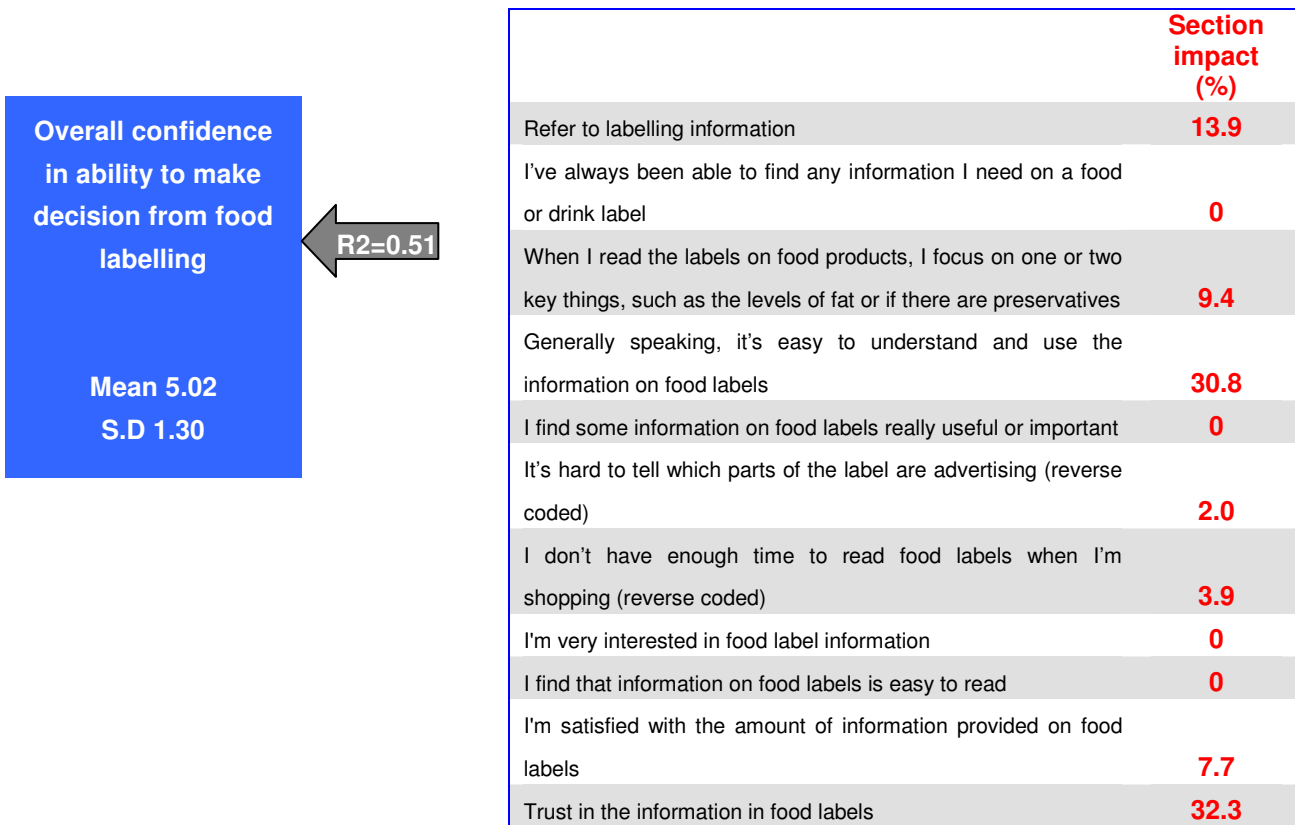 Overall confidence
in ability to make
decision from food
labelling
Mean 5.02
S.D 1.30
R2=0.51
Section
impact
(%)
Refer to labelling information 13.9
I’ve always been able to find any information I need on a food
or drink label 0
When I read the labels on food products, I focus on one or two
key things, such as the levels of fat or if there are preservatives 9.4
Generally speaking, it’s easy to understand and use the
information on food labels 30.8
I find some information on food labels really useful or important 0
It’s hard to tell which parts of the label are advertising (reverse
coded) 2.0
I don’t have enough time to read food labels when I’m
shopping (reverse coded) 3.9
I'm very interested in food label information 0
I find that information on food labels is easy to read 0
I'm satisfied with the amount of information provided on food
labels 7.7
Trust in the information in food labels 32.3